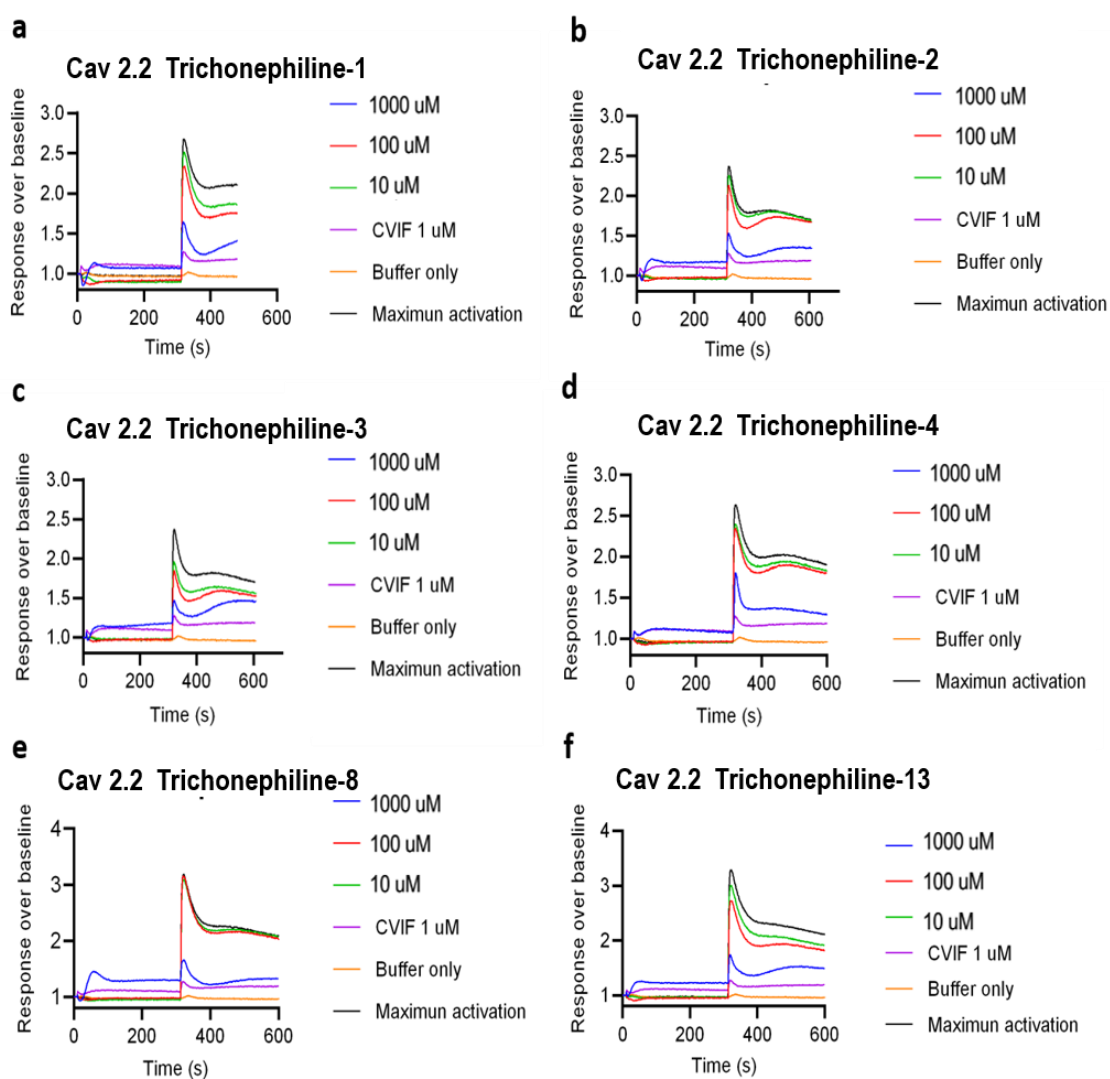 a
Cav 2.2 Trichonephiline-1
Response over baseline
3.0
2.5
2.0
1.5
1.0
0
200
400
600
Time (s)
1000 uM
100 uM
10 uM
CVIF 1 uM
Buffer only
Maximun activation
b
Cav 2.2 Trichonephiline-2
Response over baseline
3.0
2.5
2.0
1.5
1.0
0
200
400
600
Time (s)
1000 uM
100 uM
10 uM
CVIF 1 uM
Buffer only
Maximun activation
c
Cav 2.2 Trichonephiline-3
Response over baseline
3.0
2.5
2.0
1.5
1.0
0
200
400
600
Time (s)
1000 uM
100 uM
10 uM
CVIF 1 uM
Buffer only
Maximun activation
d
Cav 2.2 Trichonephiline-4
Response over baseline
3.0
2.5
2.0
1.5
1.0
0
200
400
600
Time (s)
1000 uM
100 uM
10 uM
CVIF 1 uM
Buffer only
Maximun activation
e
Cav 2.2 Trichonephiline-8
Response over baseline
4
3
2
1
0
200
400
600
Time (s)
1000 uM
100 uM
10 uM
CVIF 1 uM
Buffer only
Maximun activation
f
Cav 2.2 Trichonephiline-13
Response over baseline
4
3
2
1
0
200
400
600
Time (s)
1000 uM
100 uM
10 uM
CVIF 1 uM
Buffer only
Maximun activation